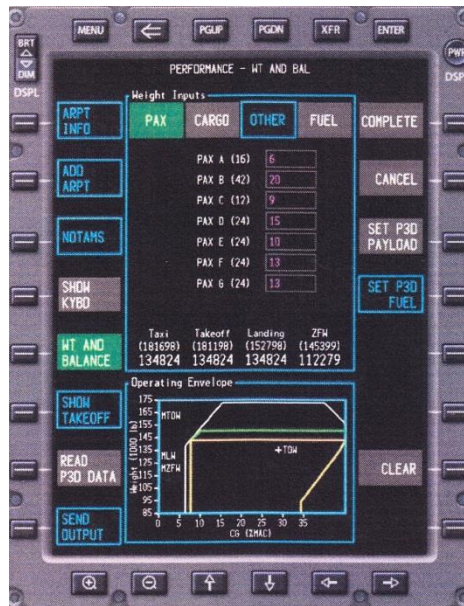 MENU PGUP PGDN XFR ENTER
BRT
DIM
DSPL
PWR
DSP
PERFORMANCE - WT AND BAL
Weight Inputs
PAX CARGO OTHER FUEL
ARPT INFO
ADD ARPT
NOTAMS
SHOW KYBD
WT AND BALANCE
SHOW TAKEOFF
READ P3D DATA
SEND OUTPUT
COMPLETE
CANCEL
SET P3D PAYLOAD
SET P3D FUEL
CLEAR
PAX A (16) 6
PAX B (42) 20
PAX C (12) 9
PAX D (24) 15
PAX E (24) 10
PAX F (24) 13
PAX G (24) 13
Taxi Takeoff Landing ZFW
(181698) (181198) (152798) (145399)
134824 134824 134824 112279
Operating Envelope
Height (1000 lb)
175
165
155
145
135
125
115
105
95
85
MTOW
MLW
MZFW
+TOW
0 5 10 15 20 25 30 35
CG (%MAC)